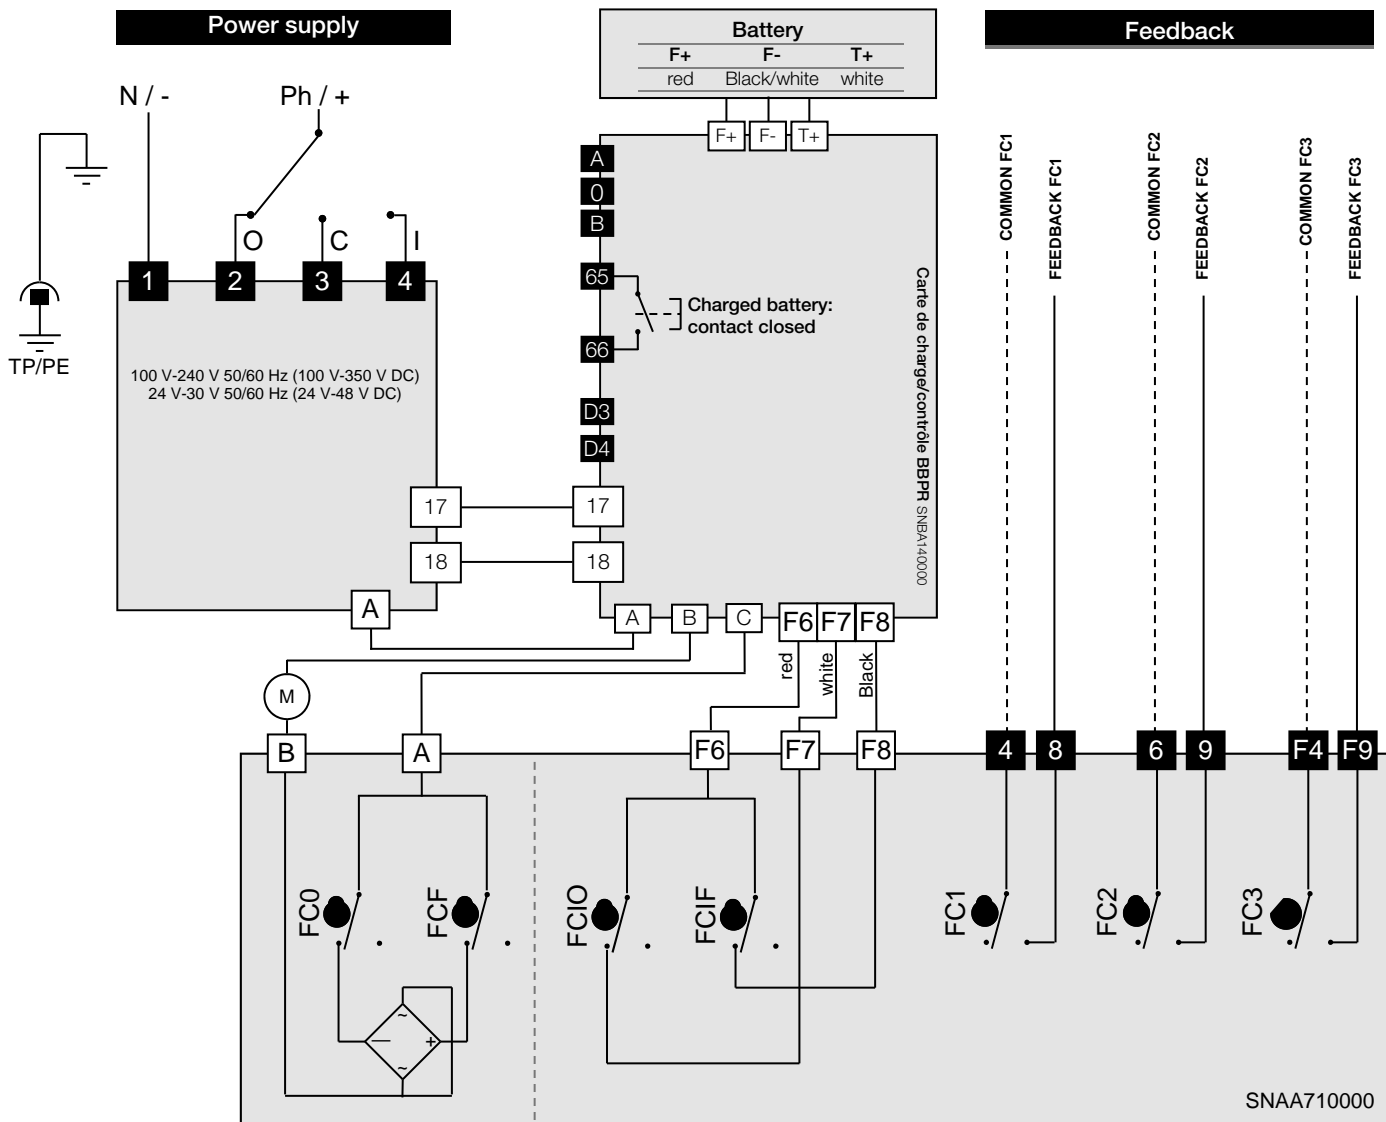 Power supply
Battery
F+ F- T+
red Black/white white
Feedback
N / -
Ph / +
F+ F- T+
A
0
B
O
C
I
1 2 3 4
65
66
Charged battery:
contact closed
TP/PE
100 V-240 V 50/60 Hz (100 V-350 V DC)
24 V-30 V 50/60 Hz (24 V-48 V DC)
D3
D4
Carte de charge/contrôle BBPR SNBA140000
17 17
18 18
A
A B C F6 F7 F8
red
white
Black
M
COMMON FC1
FEEDBACK FC1
COMMON FC2
FEEDBACK FC2
COMMON FC3
FEEDBACK FC3
B A F6 F7 F8 4 8 6 9 F4 F9
FC0
FCF
FCIO
FCIF
FC1
FC2
FC3
~
— +
~
SNAA710000